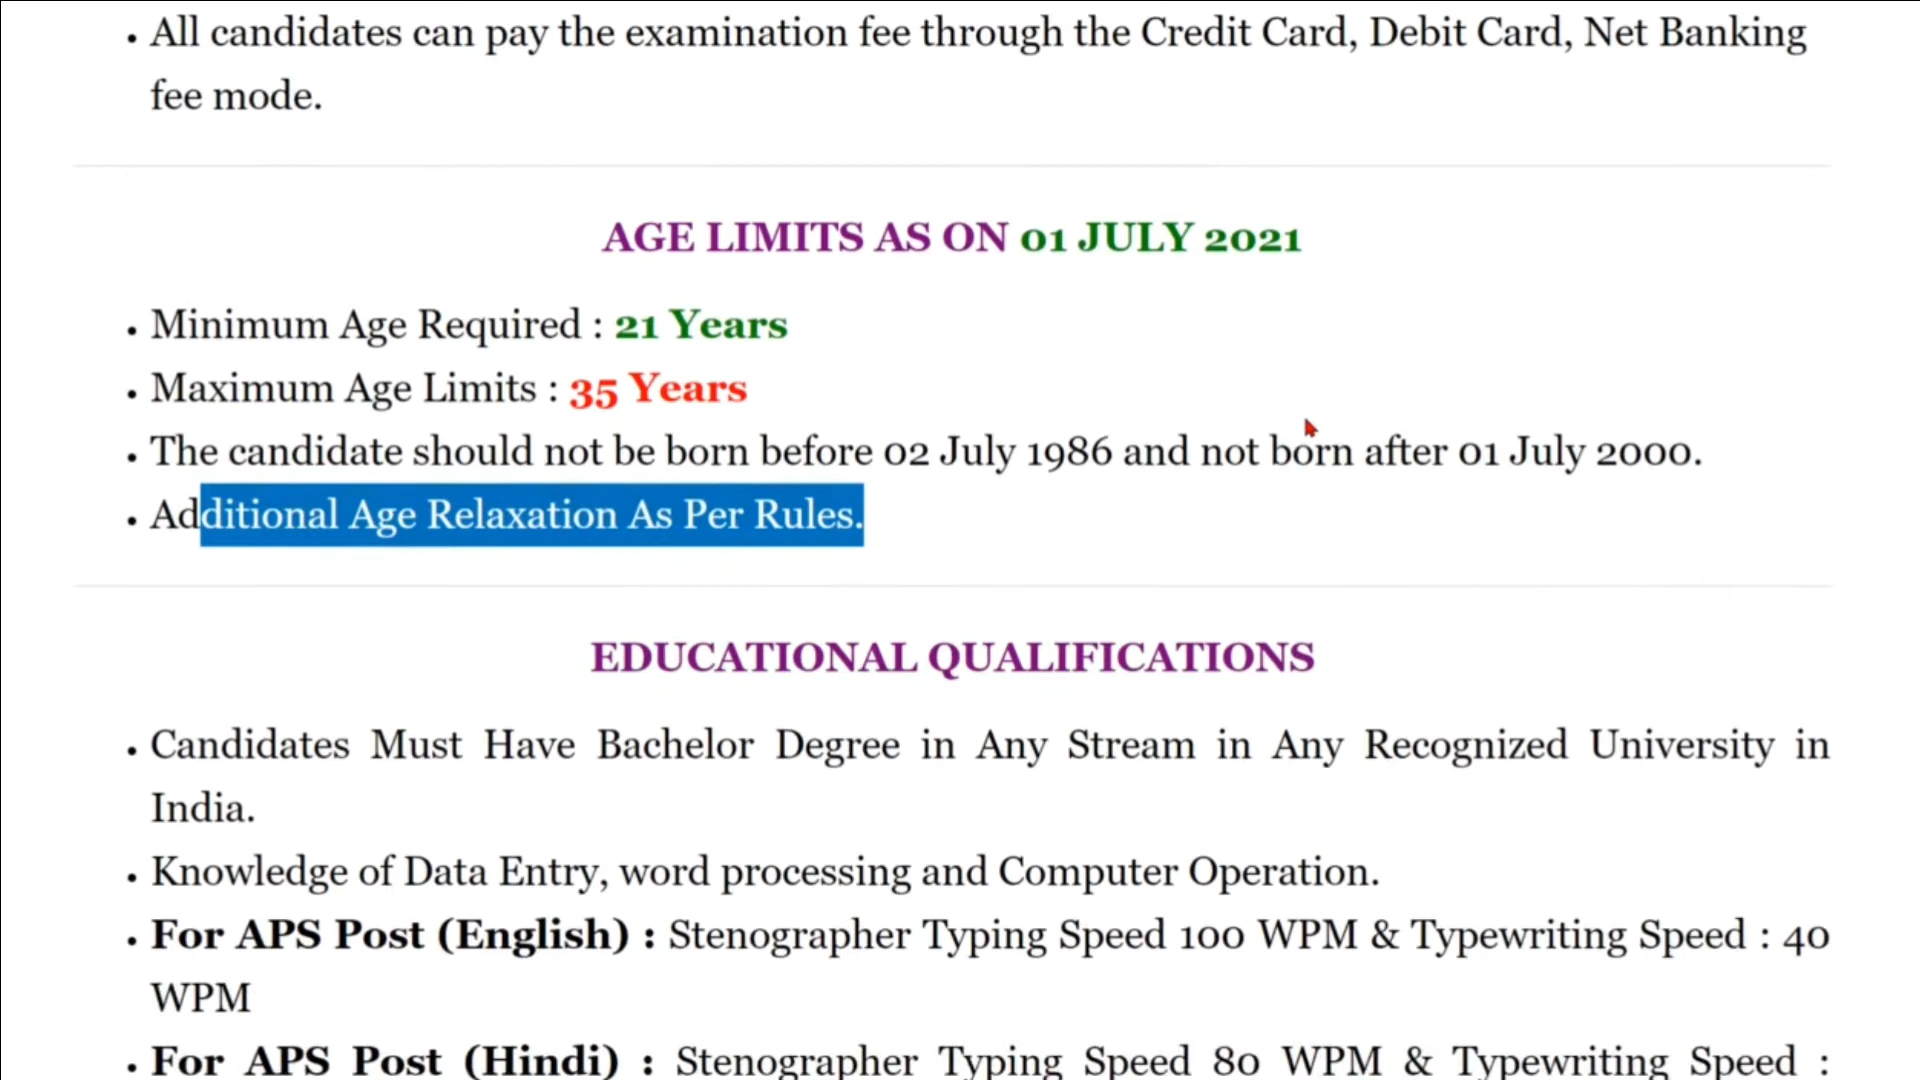 • All candidates can pay the examination fee through the Credit Card, Debit Card, Net Banking
fee mode.
AGE LIMITS AS ON 01 JULY 2021
• Minimum Age Required : 21 Years
• Maximum Age Limits : 35 Years
• The candidate should not be born before 02 July 1986 and not born after 01 July 2000.
• Additional Age Relaxation As Per Rules.
EDUCATIONAL QUALIFICATIONS
• Candidates Must Have Bachelor Degree in Any Stream in Any Recognized University in
India.
• Knowledge of Data Entry, word processing and Computer Operation.
• For APS Post (English) : Stenographer Typing Speed 100 WPM & Typewriting Speed : 40
WPM
• For APS Post (Hindi) : Stenographer Typing Speed 80 WPM & Typewriting Speed :